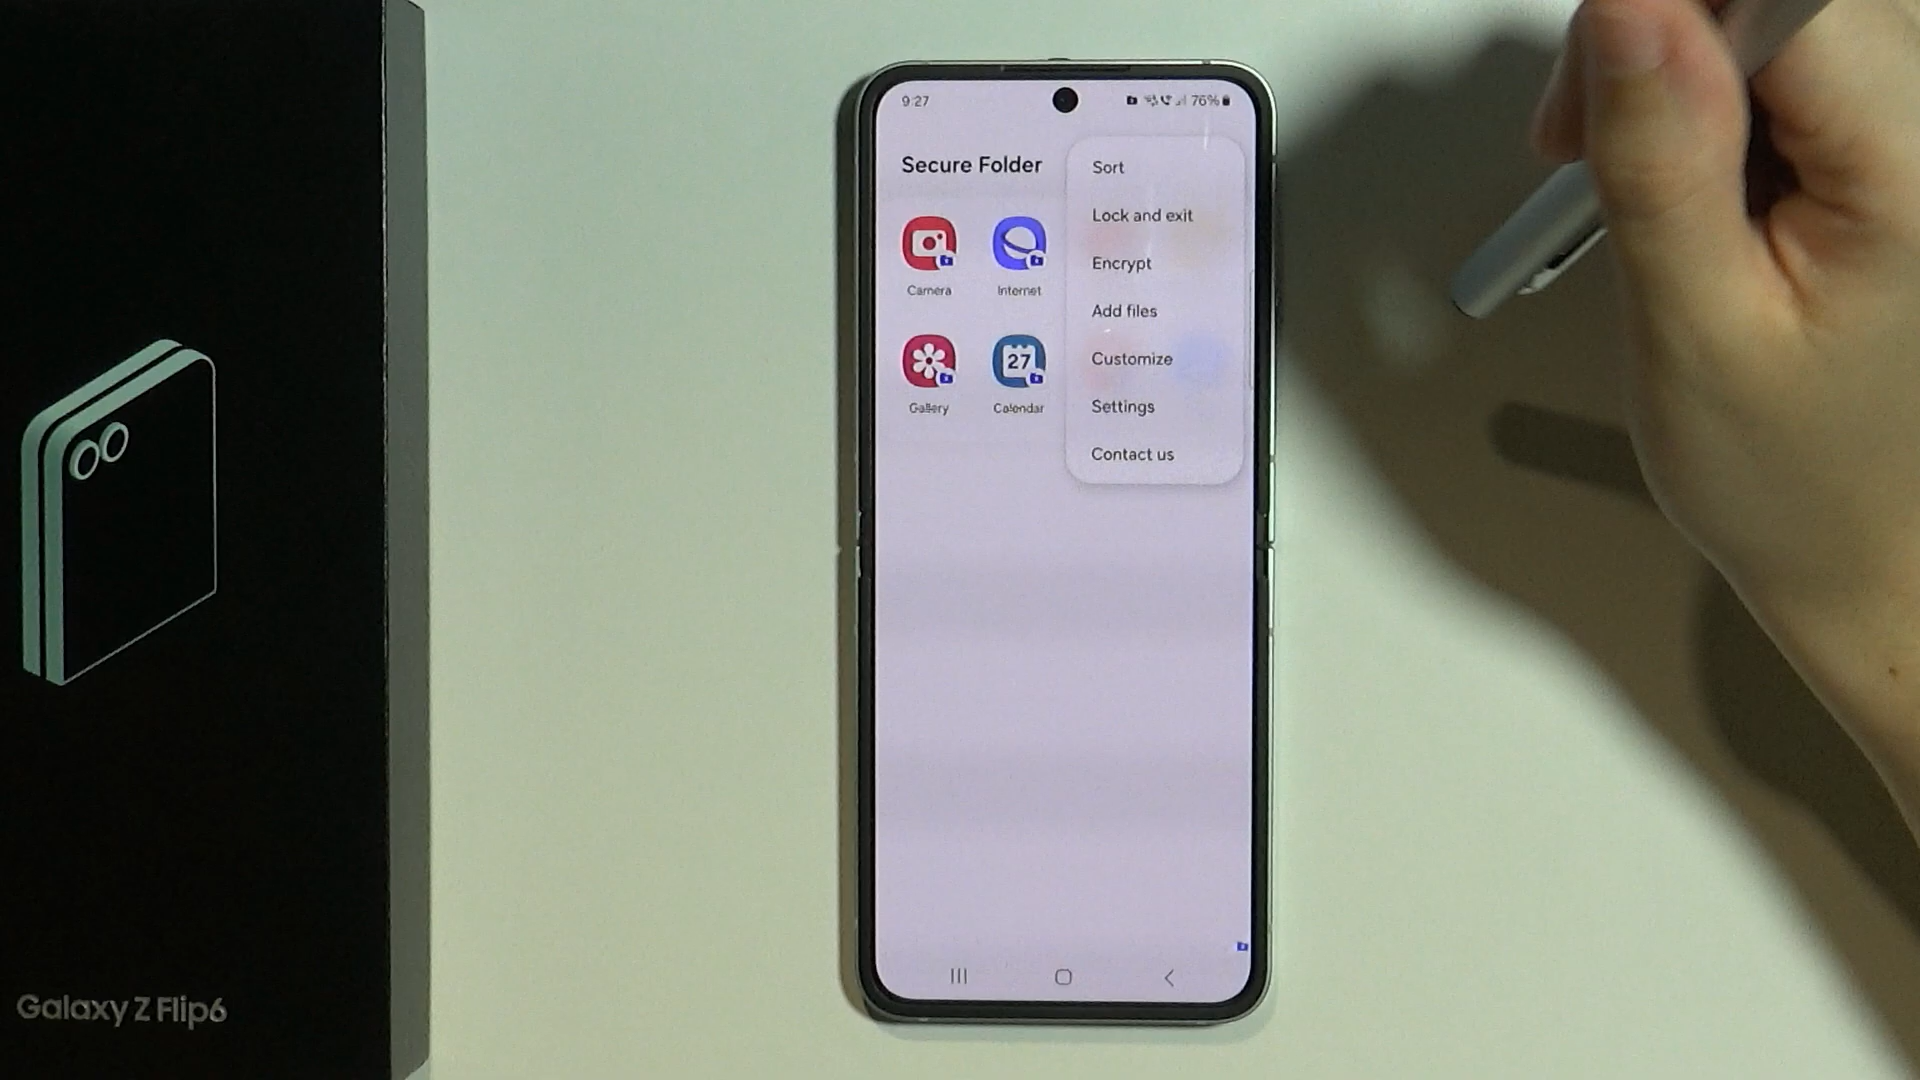 9:27
76%
Secure Folder
Sort
Lock and exit
Encrypt
Add files
Customize
Settings
Contact us
Camera
Internet
Gallery
27
Calendar
Galaxy Z Flip6